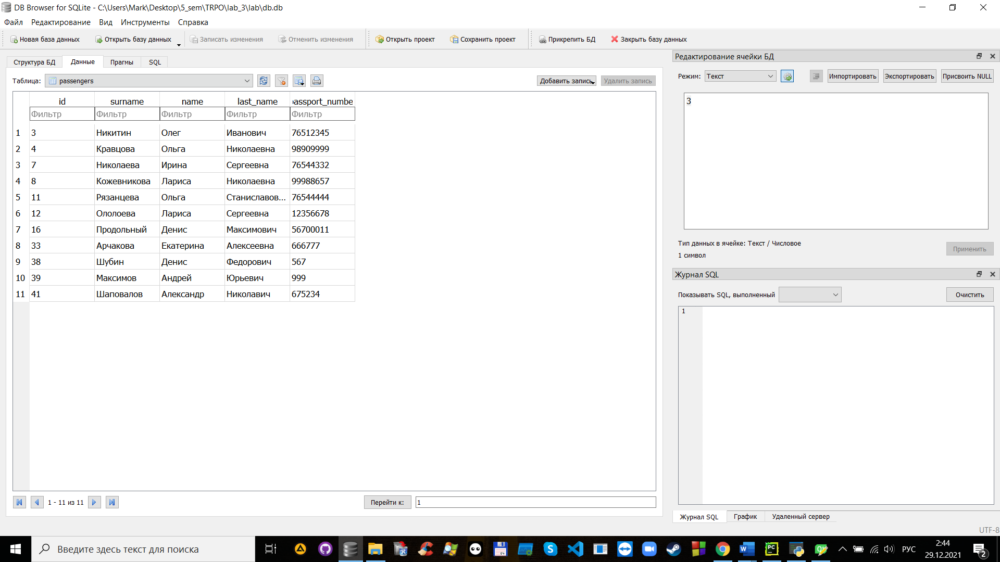 DB Browser for SQLite - C:\Users\Mark\Desktop\5_sem\TRPO\lab_3\lab\db.db
Файл Редактирование Вид Инструменты Справка
Новая база данных Открыть базу данных Записать изменения Отменить изменения Открыть проект Сохранить проект Прикрепить БД Закрыть базу данных
Структура БД Данные Прагмы SQL
Таблица: passengers Добавить запись Удалить запись
id surname name last_name passport_numbe
Фильтр Фильтр Фильтр Фильтр Фильтр
1 3 Никитин Олег Иванович 76512345
2 4 Кравцова Ольга Николаевна 98909999
3 7 Николаева Ирина Сергеевна 76544332
4 8 Кожевникова Лариса Николаевна 99988657
5 11 Рязанцева Ольга Станиславов... 76544444
6 12 Ололоева Лариса Сергеевна 12356678
7 16 Продольный Денис Максимович 56700011
8 33 Арчакова Екатерина Алексеевна 666777
9 38 Шубин Денис Федорович 567
10 39 Максимов Андрей Юрьевич 999
11 41 Шаповалов Александр Николавич 675234
1 - 11 из 11 Перейти к: 1
Редактирование ячейки БД
Режим: Текст Импортировать Экспортировать Присвоить NULL
3
Тип данных в ячейке: Текст / Числовое
1 символ
Применить
Журнал SQL
Показывать SQL, выполненный Очистить
1
Журнал SQL График Удаленный сервер
UTF-8
Введите здесь текст для поиска
РУС
2:44
29.12.2021
2